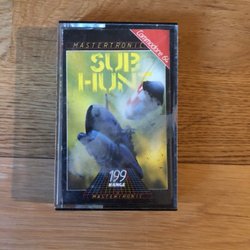 MASTERTRONIC
Commodore 64
SUB
HUNT
199
RANGE
MASTERTRONIC